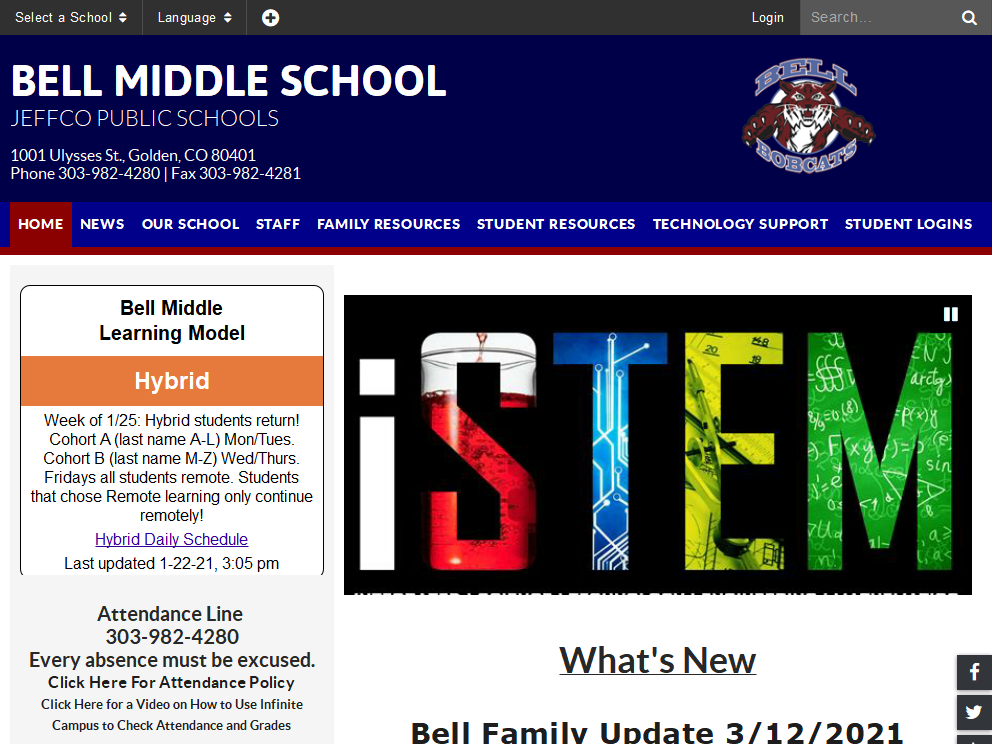 Select a School
Language
Login
Search...
BELL MIDDLE SCHOOL
JEFFCO PUBLIC SCHOOLS
1001 Ulysses St., Golden, CO 80401
Phone 303-982-4280 | Fax 303-982-4281
BELL
BOBCATS
HOME NEWS OUR SCHOOL STAFF FAMILY RESOURCES STUDENT RESOURCES TECHNOLOGY SUPPORT STUDENT LOGINS
Bell Middle
Learning Model
Hybrid
Week of 1/25: Hybrid students return!
Cohort A (last name A-L) Mon/Tues.
Cohort B (last name M-Z) Wed/Thurs.
Fridays all students remote. Students
that chose Remote learning only continue
remotely!
Hybrid Daily Schedule
Last updated 1-22-21, 3:05 pm
Attendance Line
303-982-4280
Every absence must be excused.
Click Here For Attendance Policy
Click Here for a Video on How to Use Infinite
Campus to Check Attendance and Grades
iSTEM
What's New
Bell Family Update 3/12/2021